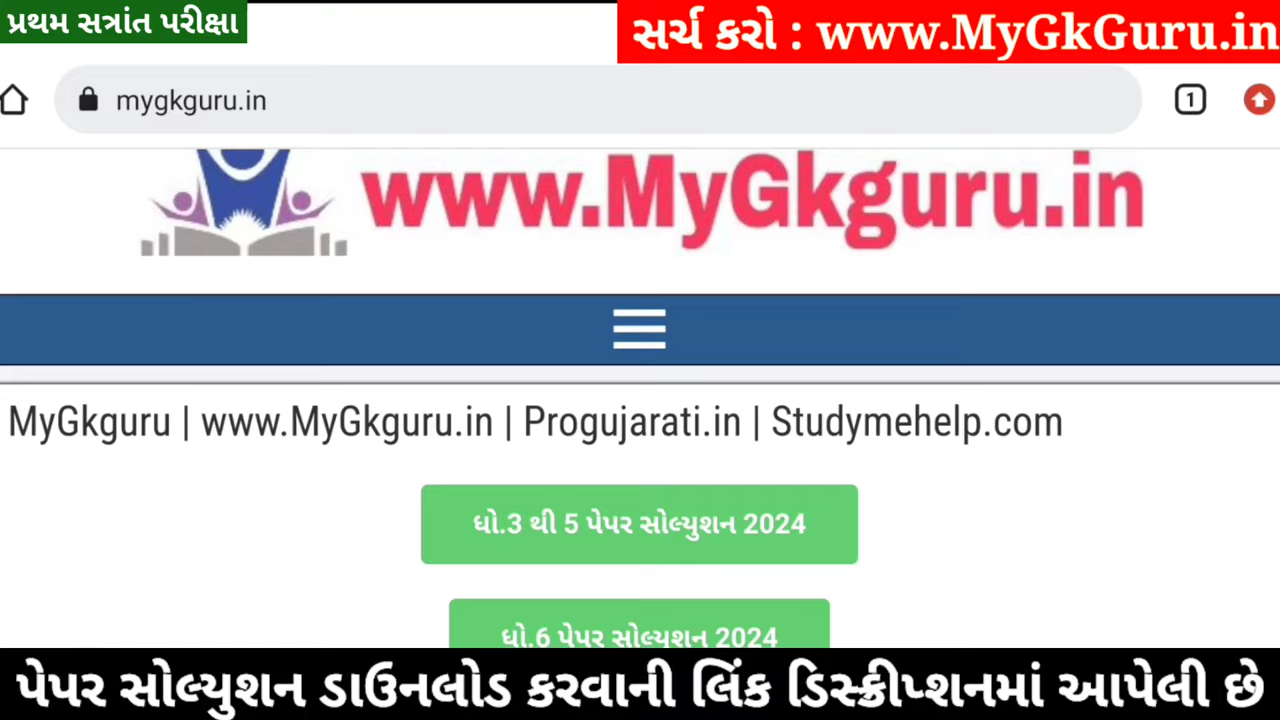 પ્રથમ સત્રાંત પરીક્ષા
સર્ચ કરો : www.MyGkGuru.in
mygkguru.in
1
www.MyGkguru.in
MyGkguru | www.MyGkguru.in | Progujarati.in | Studymehelp.com
ધો.3 થી 5 પેપર સોલ્યુશન 2024
ધો.6 પેપર સોલ્યુશન 2024
પેપર સોલ્યુશન ડાઉનલોડ કરવાની લિંક ડિસ્ક્રીપ્શનમાં આપેલી છે